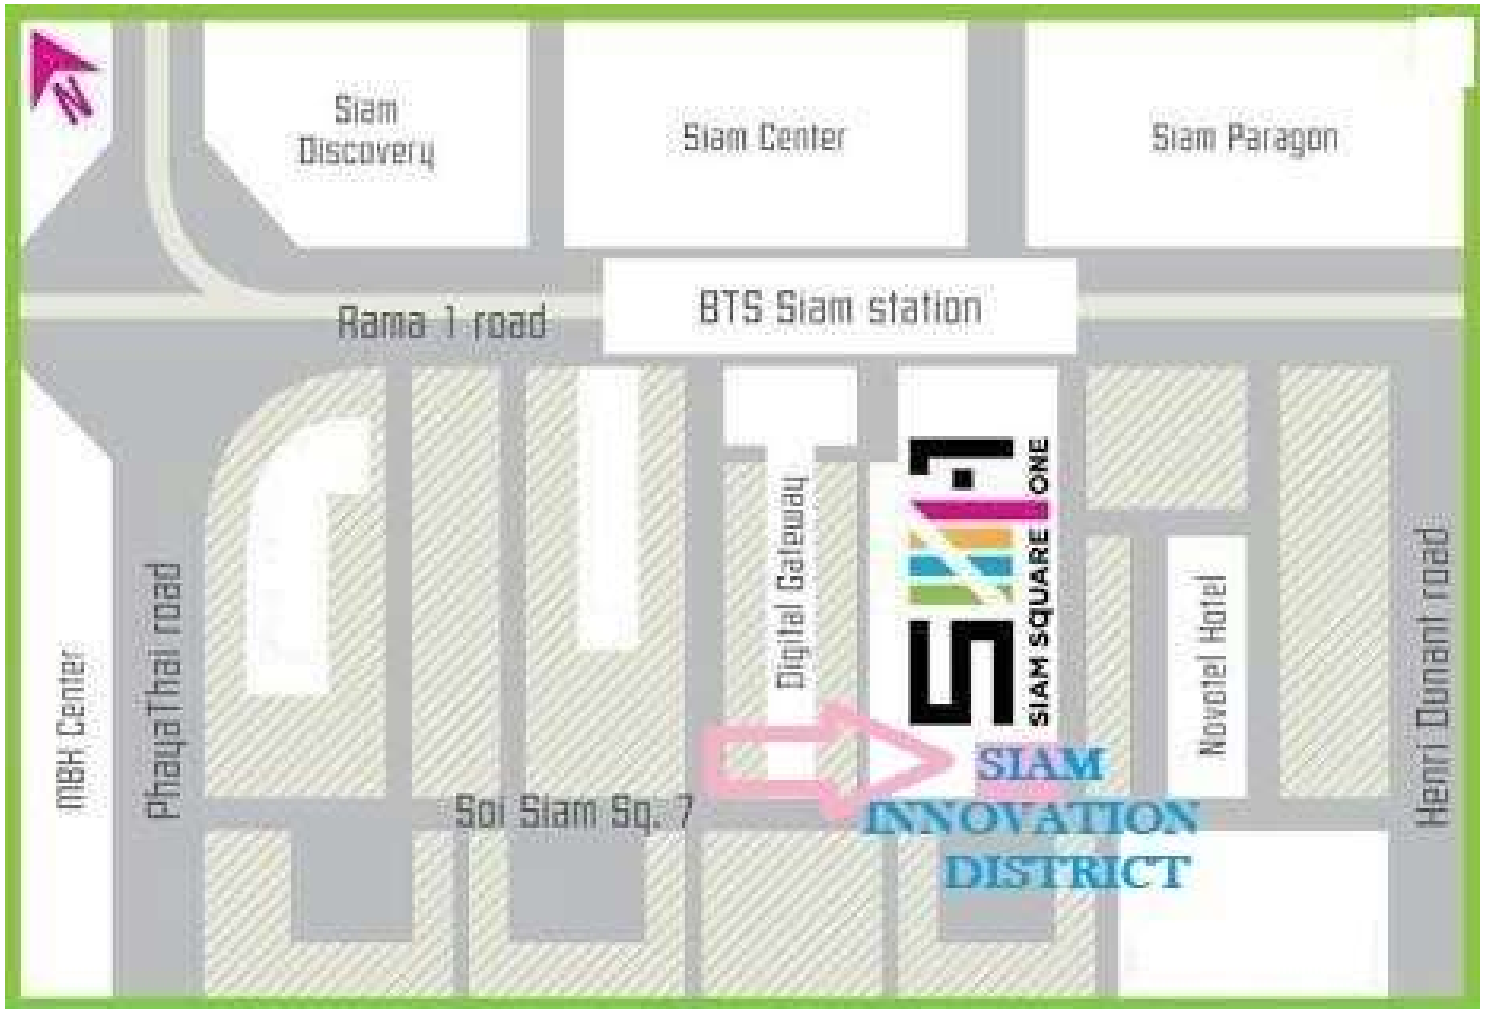 N
Siam
Discovery
Siam Center
Siam Paragon
BTS Siam station
Rama 1 road
MBK Center
PhayaThai road
Digital Gateway
SIAM SQUARE ONE
Novotel Hotel
Henri Dunant road
Soi Siam Sq. 7
SIAM
INNOVATION
DISTRICT